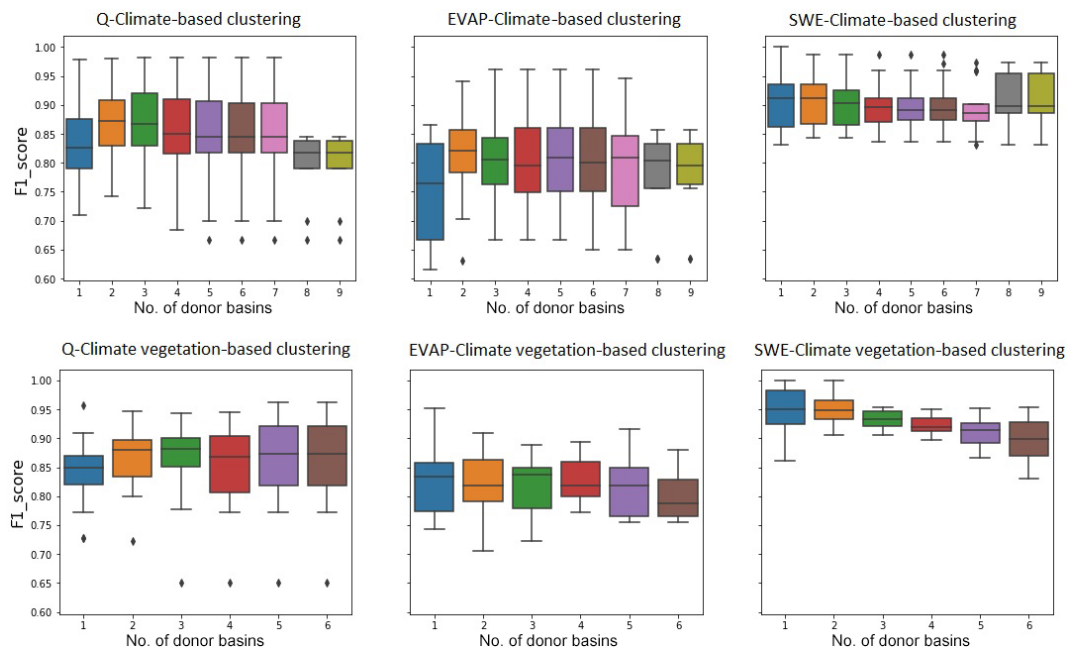 Q-Climate-based clustering
EVAP-Climate-based clustering
SWE-Climate-based clustering
F1_score
1.00
0.95
0.90
0.85
0.80
0.75
0.70
0.65
0.60
1 2 3 4 5 6 7 8 9
No. of donor basins
1 2 3 4 5 6 7 8 9
No. of donor basins
1 2 3 4 5 6 7 8 9
No. of donor basins
Q-Climate vegetation-based clustering
EVAP-Climate vegetation-based clustering
SWE-Climate vegetation-based clustering
F1_score
1.00
0.95
0.90
0.85
0.80
0.75
0.70
0.65
0.60
1 2 3 4 5 6
No. of donor basins
1 2 3 4 5 6
No. of donor basins
1 2 3 4 5 6
No. of donor basins